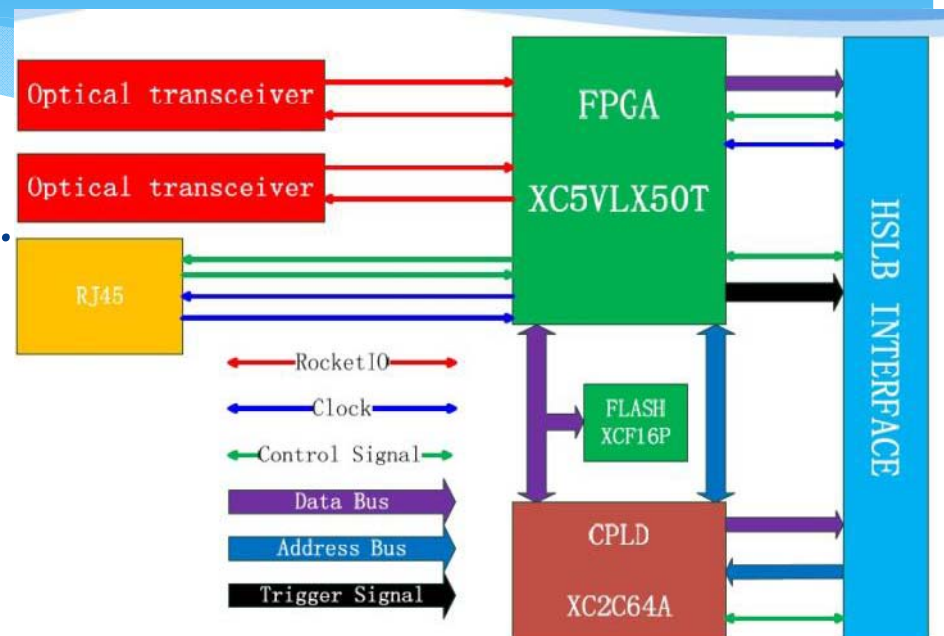 Optical transceiver
Optical transceiver
RJ45
FPGA
XC5VLX50T
HSLB INTERFACE
RocketIO
Clock
Control Signal
Data Bus
Address Bus
Trigger Signal
FLASH
XCF16P
CPLD
XC2C64A